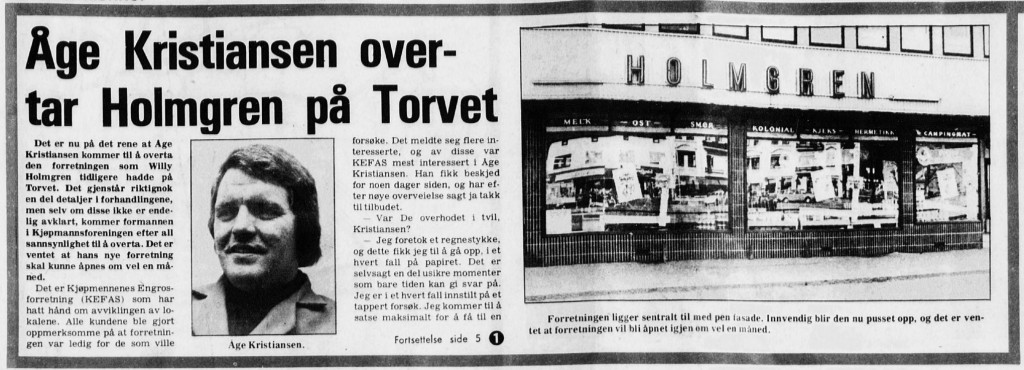 Åge Kristiansen over-
tar Holmgren på Torvet
Det er nu på det rene at Åge
Kristiansen kommer til å overta
den forretningen som Willy
Holmgren tidligere hadde på
Torvet. Det gjenstår riktignok
en del detaljer i forhandlingene,
men selv om disse ikke er ende-
lig avklart, kommer formannen
i Kjøpmannsforeningen efter all
sannsynlighet til å overta. Det er
ventet at hans nye forretning
skal kunne åpnes om vel en må-
ned.
Det er Kjøpmennenes Engros-
forretning (KEFAS) som har
hatt hånd om avviklingen av lo-
kalene. Alle kundene ble gjort
oppmerksomme på at forretnin-
gen var ledig for de som ville
Åge Kristiansen.
forsøke. Det meldte seg flere in-
teresserte, og av disse var
KEFAS mest interessert i Åge
Kristiansen. Han fikk beskjed
for noen dager siden, og har ef-
ter nøye overveielse sagt ja takk
til tilbudet.
— Var De overhodet i tvil,
Kristiansen?
— Jeg foretok et regnestykke,
og dette fikk jeg til å gå opp, i et
hvert fall på papiret. Det er
selvsagt en del usikre momenter
som bare tiden kan gi svar på.
Jeg er i et hvert fall innstilt på et
tappert forsøk. Jeg kommer til å
satse maksimalt for å få til en
Fortsettelse side 5 1
HOLMGREN
MELK - OST - SMØR
KOLONIAL - KJEKS - HERMETIKK
CAMPINGMAT
Forretningen ligger sentralt til med pen fasade. Innvendig blir den nu pusset opp, og det er ven-
tet at forretningen vil bli åpnet igjen om vel en måned.